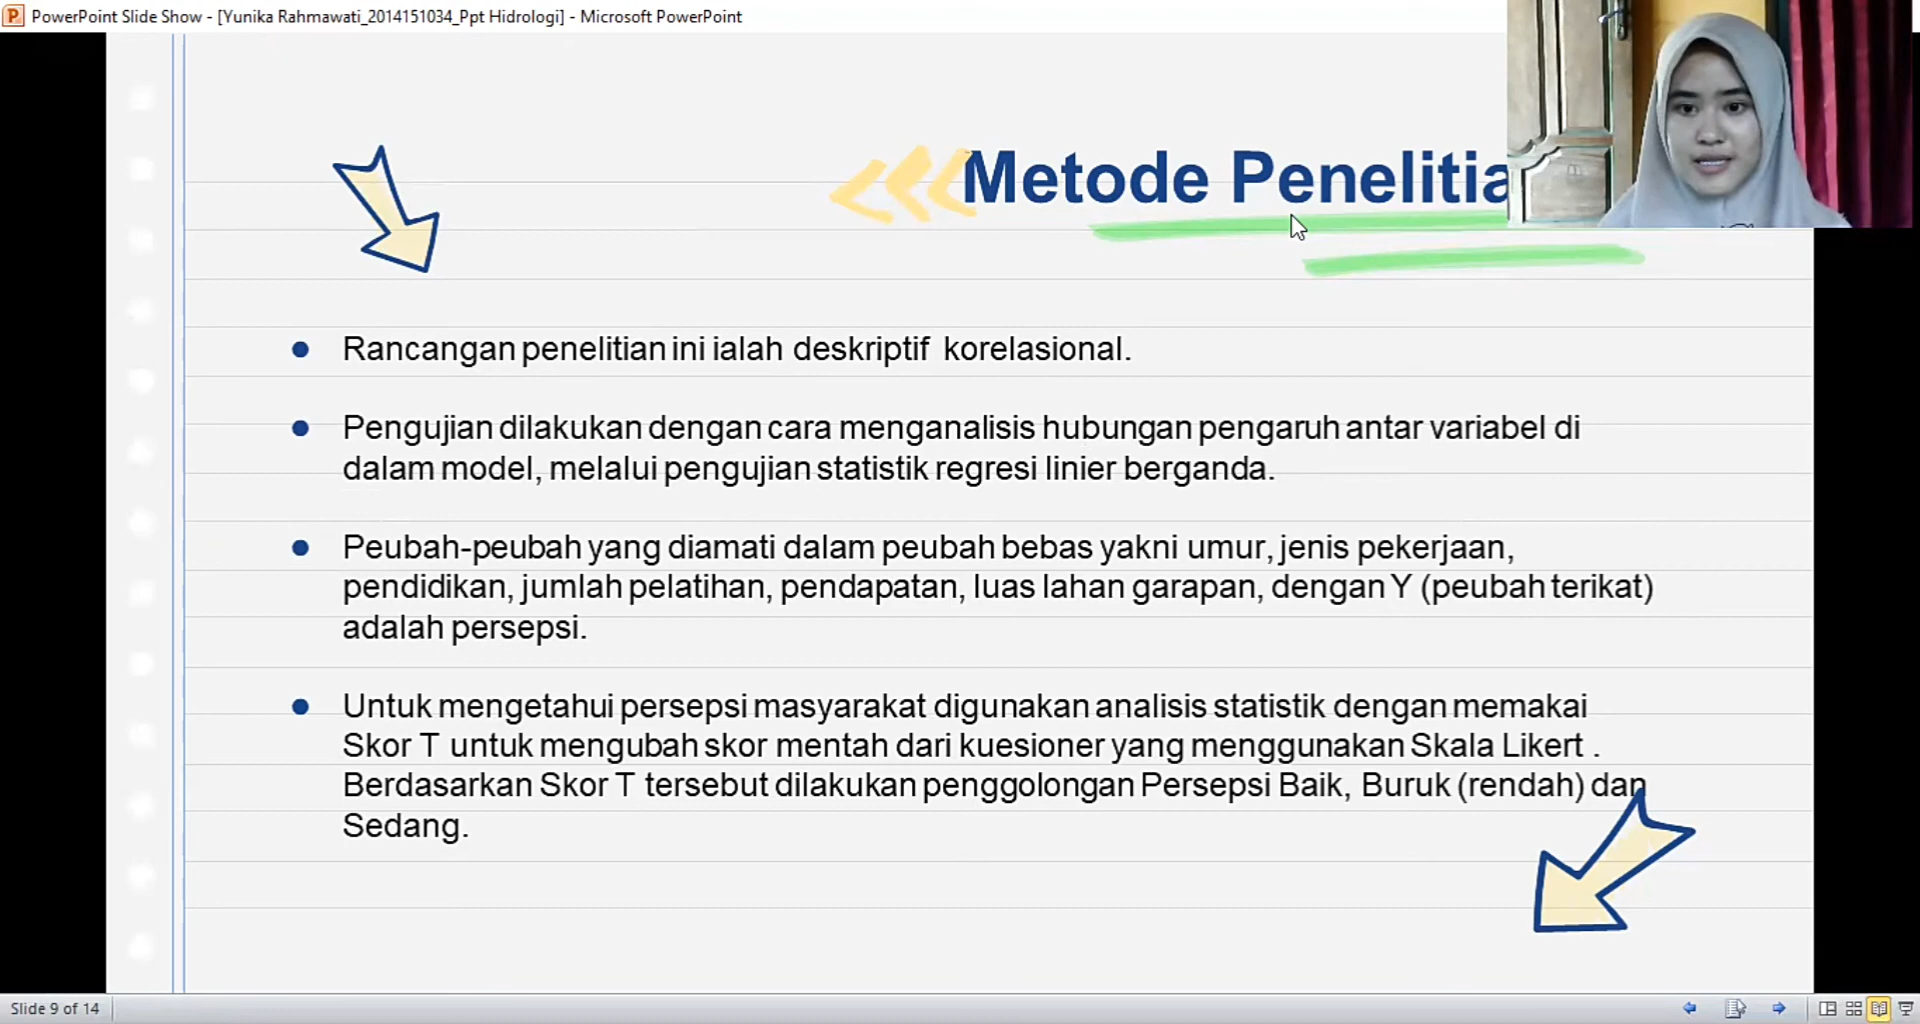 PowerPoint Slide Show - [Yunika Rahmawati_2014151034_Ppt Hidrologi] - Microsoft PowerPoint
Metode Penelitia
Rancangan penelitian ini ialah deskriptif korelasional.
Pengujian dilakukan dengan cara menganalisis hubungan pengaruh antar variabel di
dalam model, melalui pengujian statistik regresi linier berganda.
Peubah-peubah yang diamati dalam peubah bebas yakni umur, jenis pekerjaan,
pendidikan, jumlah pelatihan, pendapatan, luas lahan garapan, dengan Y (peubah terikat)
adalah persepsi.
Untuk mengetahui persepsi masyarakat digunakan analisis statistik dengan memakai
Skor T untuk mengubah skor mentah dari kuesioner yang menggunakan Skala Likert .
Berdasarkan Skor T tersebut dilakukan penggolongan Persepsi Baik, Buruk (rendah) dan
Sedang.
Slide 9 of 14